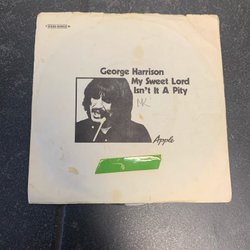 George Harrison
My Sweet Lord
Isn't It A Pity
Apple